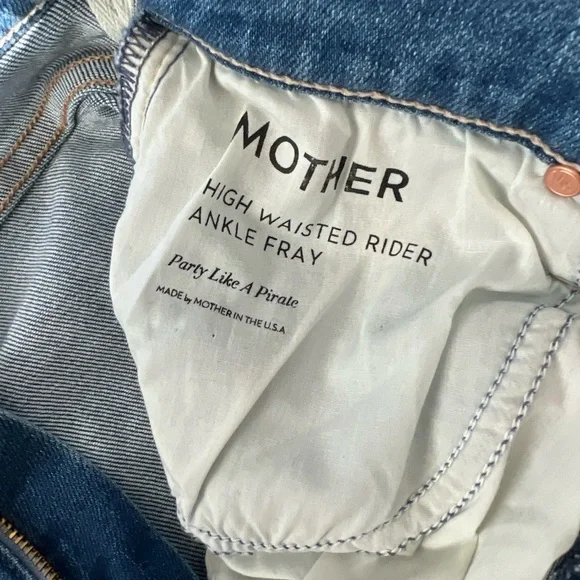 MOTHER
HIGH WAISTED RIDER
ANKLE FRAY
Party Like A Pirate
MADE by MOTHER IN THE U.S.A